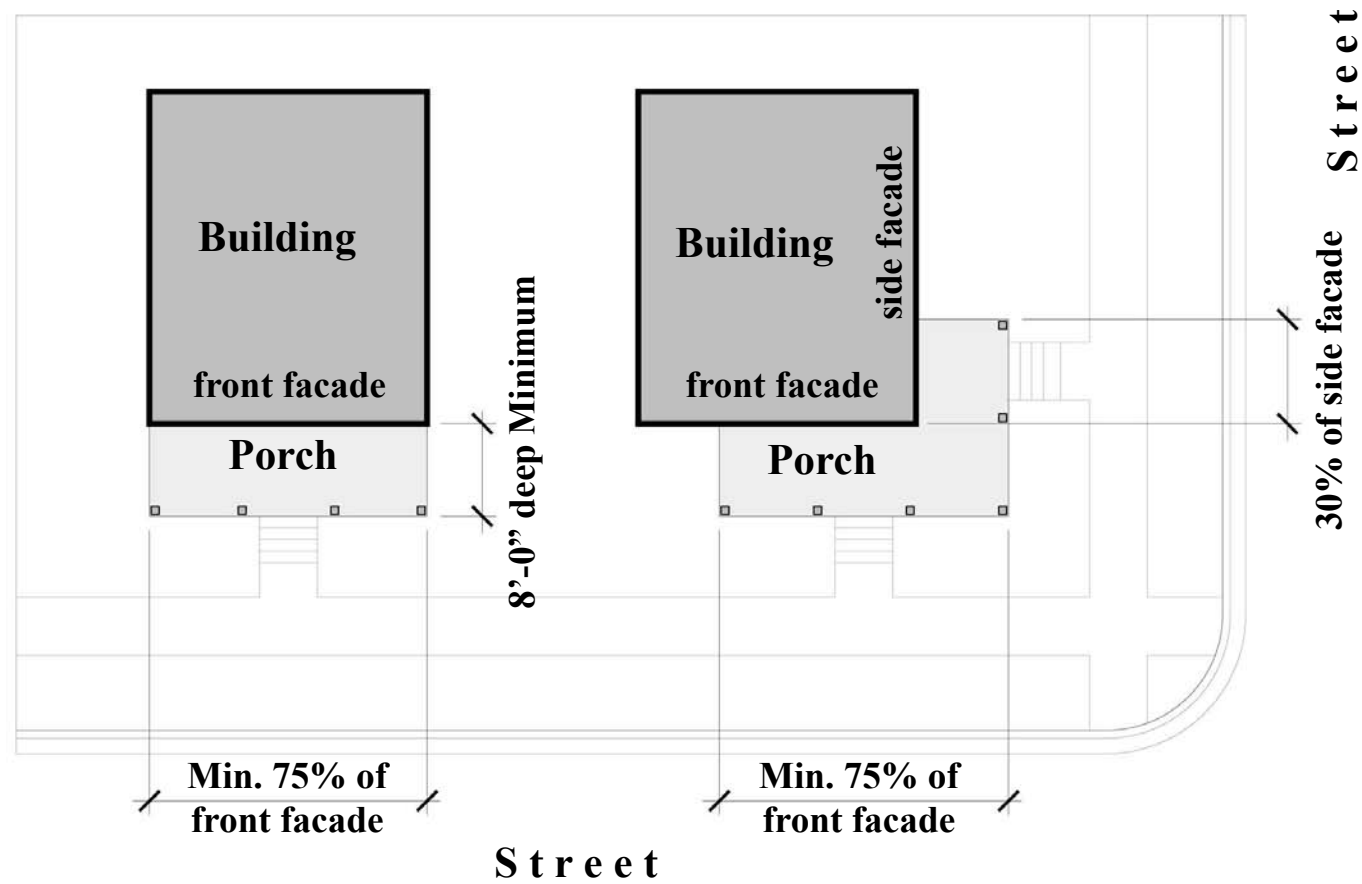 Street
Building
Building
side facade
front facade
front facade
8’-0” deep Minimum
30% of side facade
Porch
Porch
Min. 75% of
front facade
Min. 75% of
front facade
Street